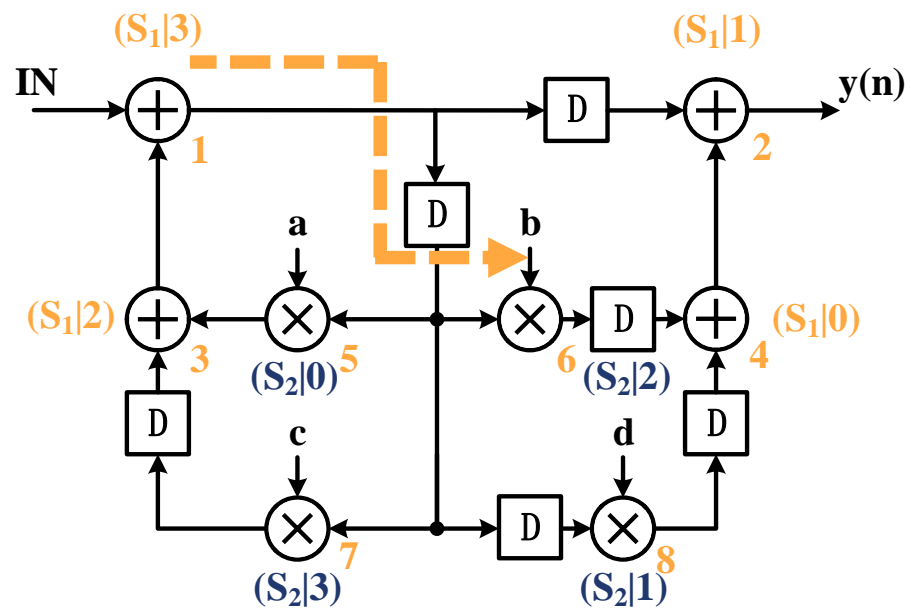 (S₁|3)
(S₁|1)
IN
y(n)
D
1
2
D
a
b
(S₁|2)
D
(S₁|0)
3
5
6
4
(S₂|0)
(S₂|2)
D
D
c
d
D
7
8
(S₂|3)
(S₂|1)